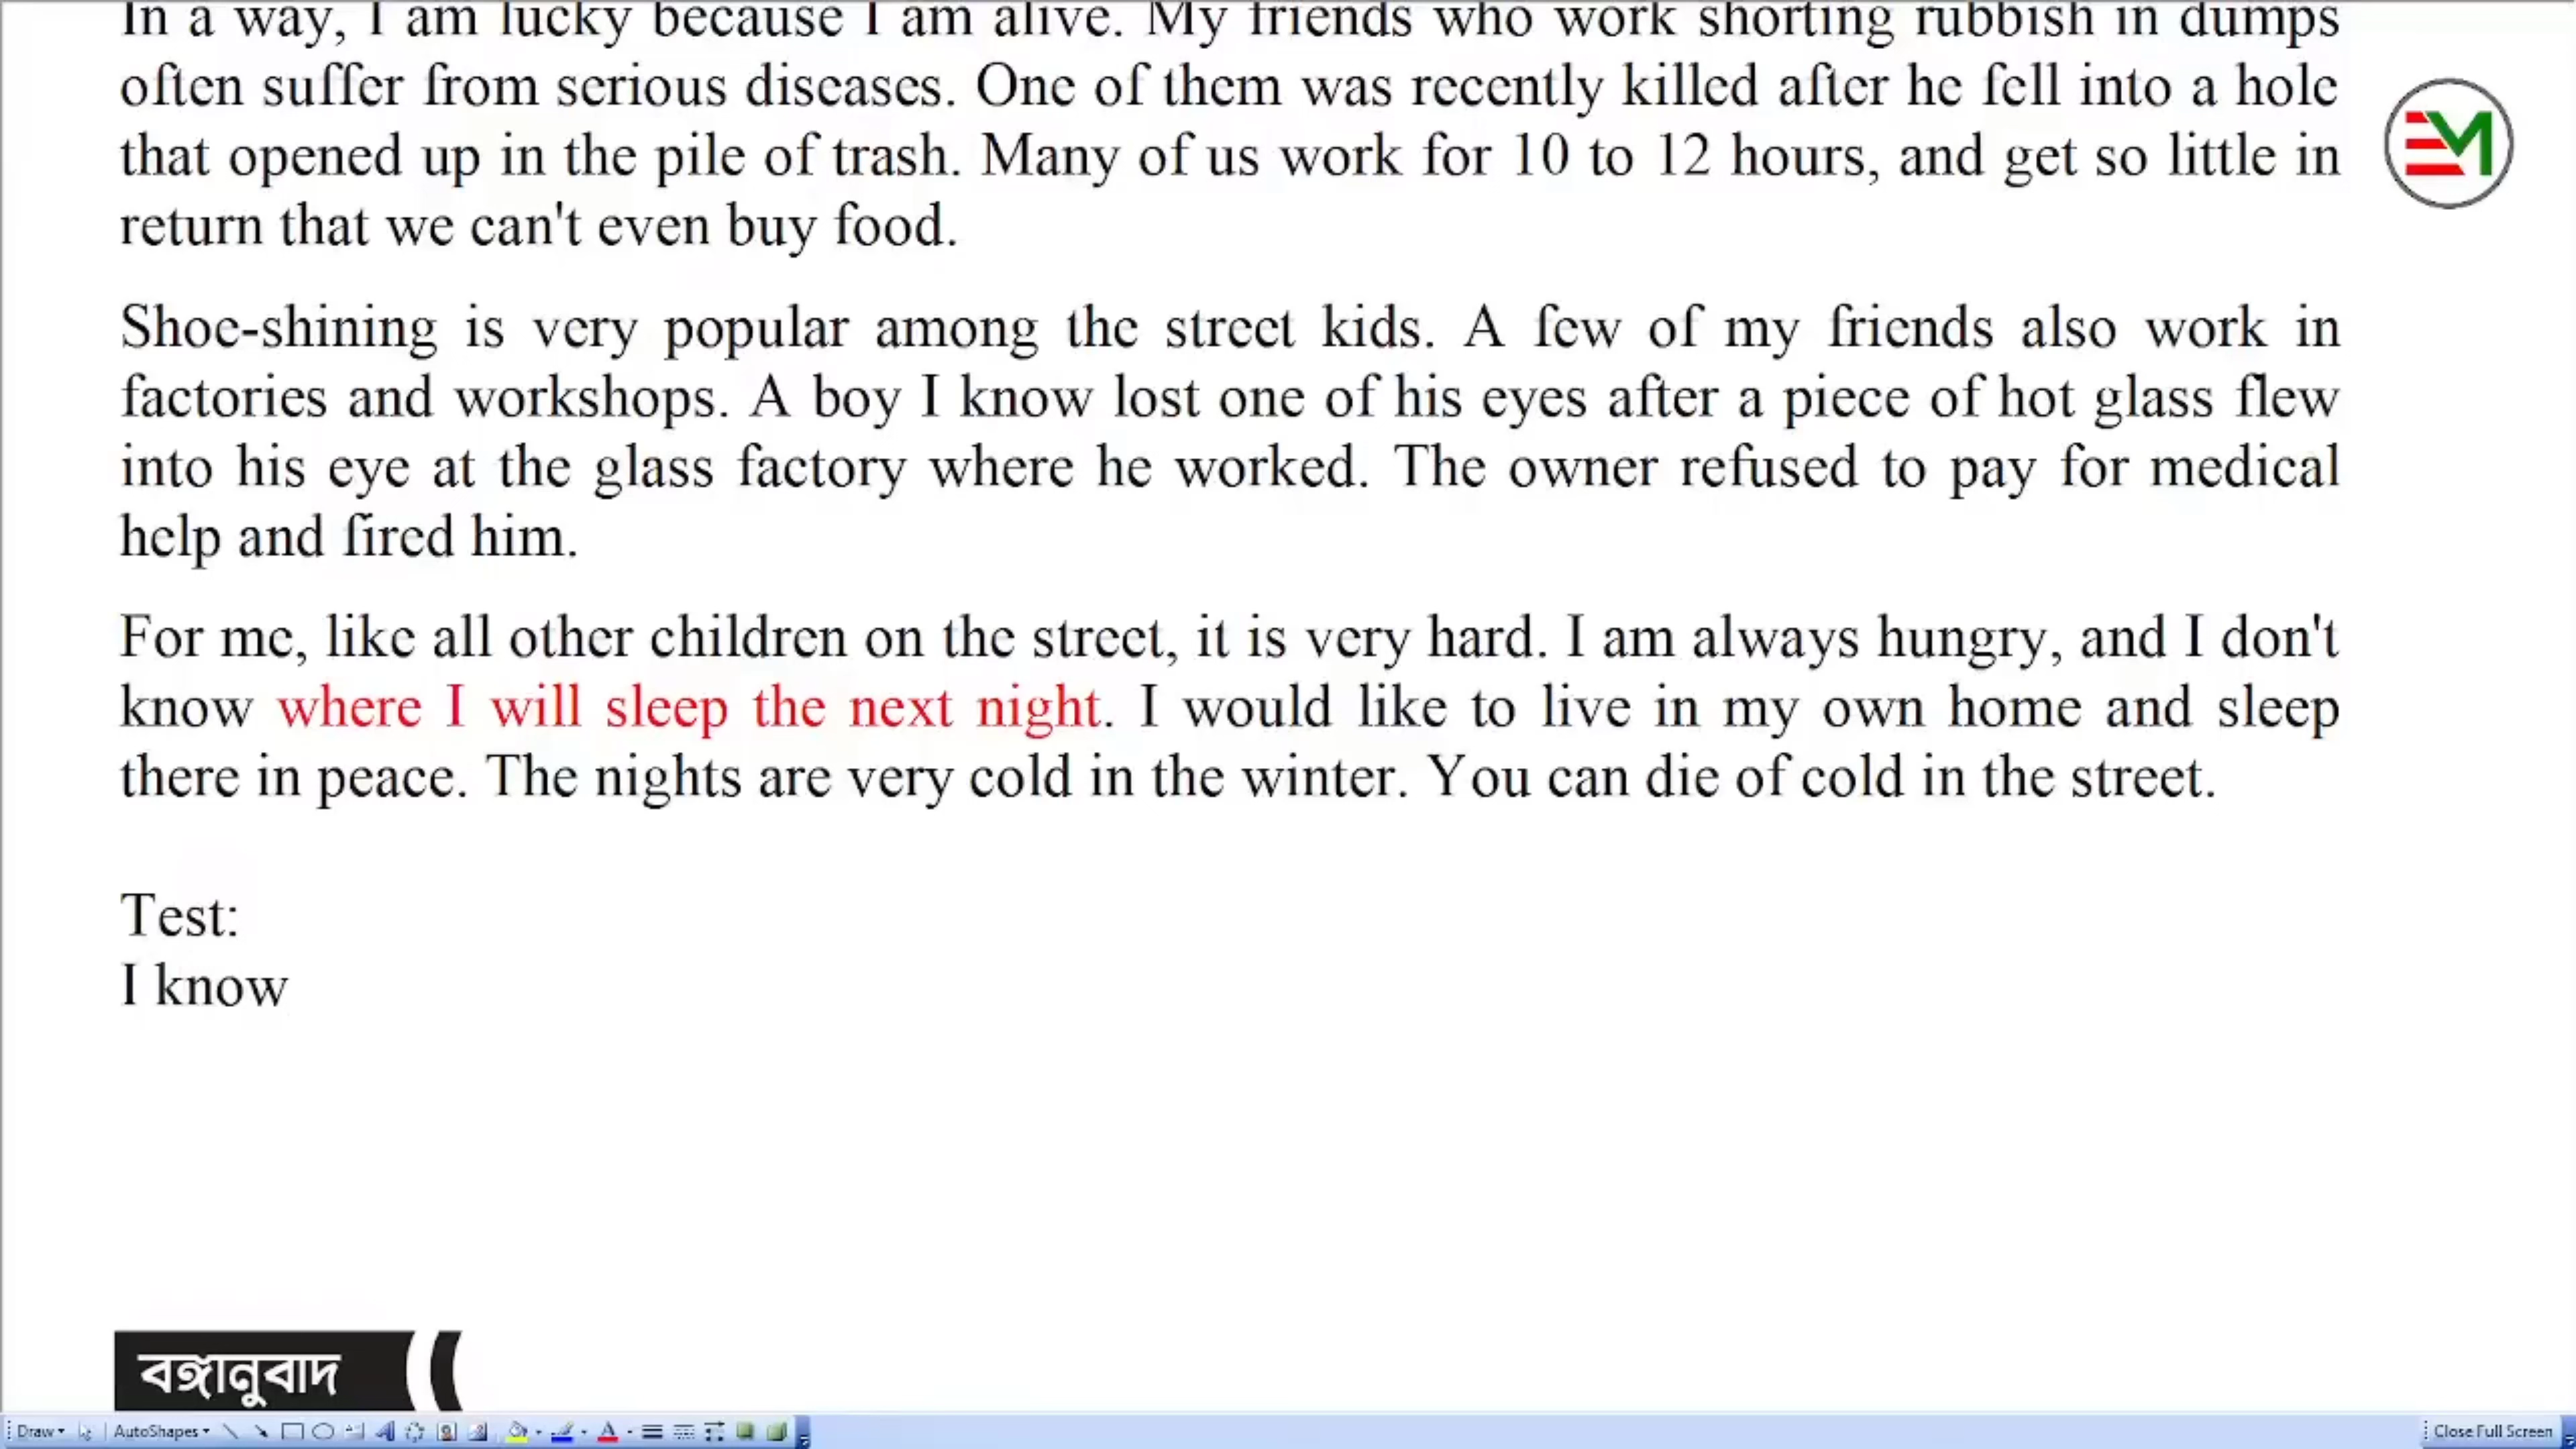 In a way, I am lucky because I am alive. My friends who work shorting rubbish in dumps
often suffer from serious diseases. One of them was recently killed after he fell into a hole
that opened up in the pile of trash. Many of us work for 10 to 12 hours, and get so little in
return that we can't even buy food.
Shoe-shining is very popular among the street kids. A few of my friends also work in
factories and workshops. A boy I know lost one of his eyes after a piece of hot glass flew
into his eye at the glass factory where he worked. The owner refused to pay for medical
help and fired him.
For me, like all other children on the street, it is very hard. I am always hungry, and I don't
know where I will sleep the next night. I would like to live in my own home and sleep
there in peace. The nights are very cold in the winter. You can die of cold in the street.
Test:
I know
বঙ্গানুবাদ
Draw AutoShapes Close Full Screen
EM